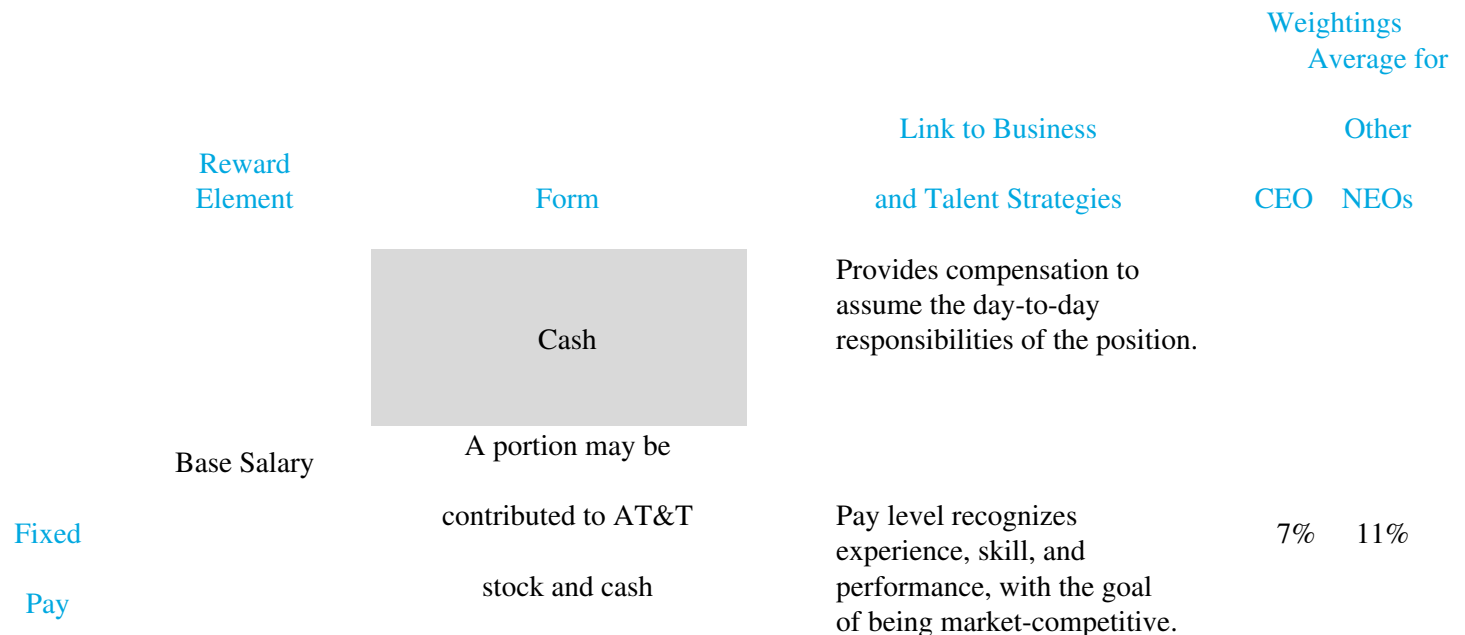 Weightings
Average for
Link to Business
Other
Reward
Element
Form
and Talent Strategies
CEO
NEOs
Cash
Provides compensation to
assume the day-to-day
responsibilities of the position.
Base Salary
A portion may be
contributed to AT&T
stock and cash
Fixed
Pay
Pay level recognizes
experience, skill, and
performance, with the goal
of being market-competitive.
7%
11%